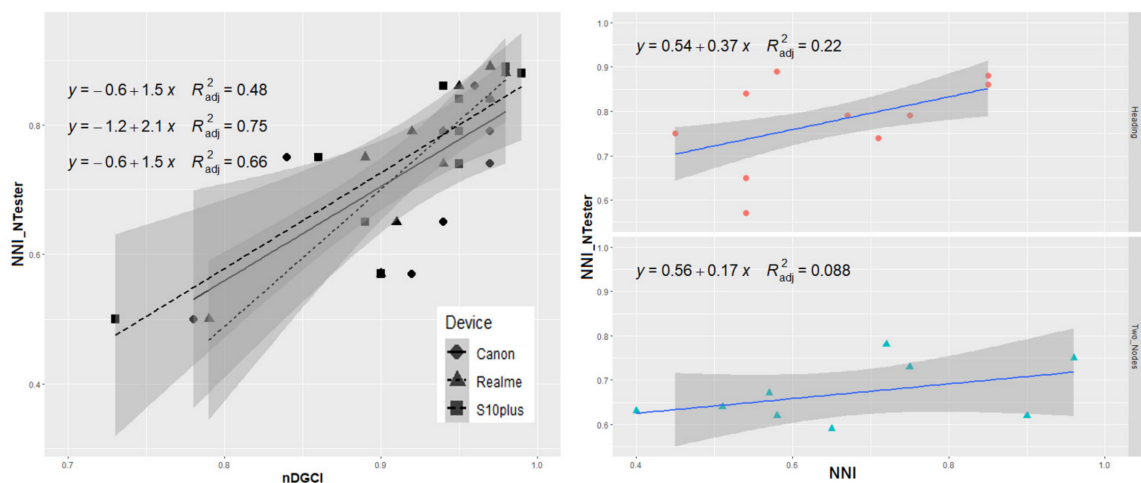 y = −0.6 + 1.5 x R²adj = 0.48
y = −1.2 + 2.1 x R²adj = 0.75
y = −0.6 + 1.5 x R²adj = 0.66
NNI_NTester
0.8
0.6
0.4
0.7
0.8
0.9
1.0
nDGCI
Device
Canon
Realme
S10plus
y = 0.54 + 0.37 x R²adj = 0.22
1.0
0.9
0.8
0.7
0.6
Heading
NNI_NTester
y = 0.56 + 0.17 x R²adj = 0.088
1.0
0.9
0.8
0.7
0.6
Two_Nodes
0.4
0.6
0.8
1.0
NNI